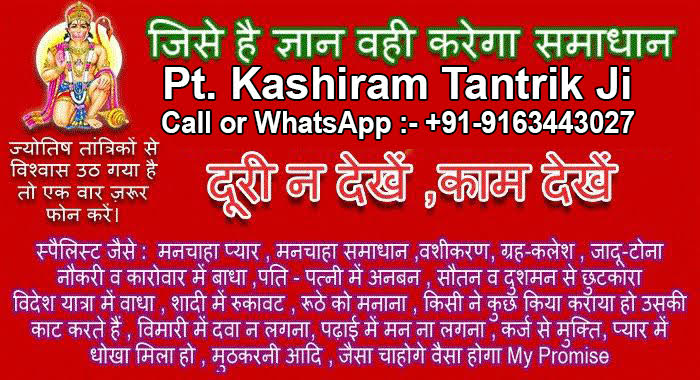 जिसे है ज्ञान वही करेगा समाधान
Pt. Kashiram Tantrik Ji
Call or WhatsApp :- +91-9163443027
ज्योतिष तांत्रिकों से
विश्वास उठ गया है
तो एक वार ज़रूर
फोन करें।
दूरी न देखें ,काम देखें
स्पैलिस्ट जैसे : मनचाहा प्यार , मनचाहा समाधान ,वशीकरण, ग्रह-कलेश , जादू-टोना
नौकरी व कारोवार में बाधा ,पति - पत्नी में अनबन , सौतन व दुशमन से छुटकारा
विदेश यात्रा में वाधा , शादी में रुकावट , रूठे को मनाना , किसी ने कुछ किया कराया हो उसकी
काट करते हैं , विमारी में दवा न लगना, पढ़ाई में मन ना लगना , कर्ज से मुक्ति, प्यार में
धोखा मिला हो , मुठकरनी आदि , जैसा चाहोगे वैसा होगा My Promise